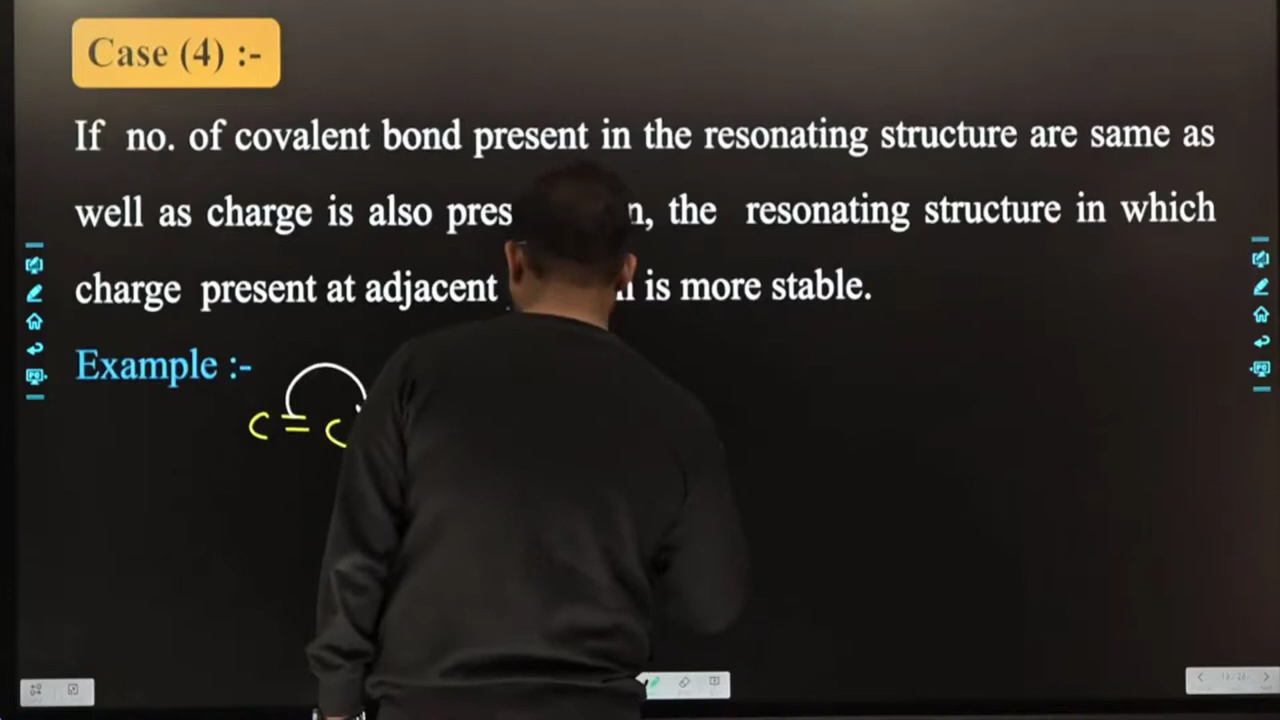 Case (4) :-
If no. of covalent bond present in the resonating structure are same as
well as charge is also pres the resonating structure in which
charge present at adjacent is more stable.
Example :-
C = C